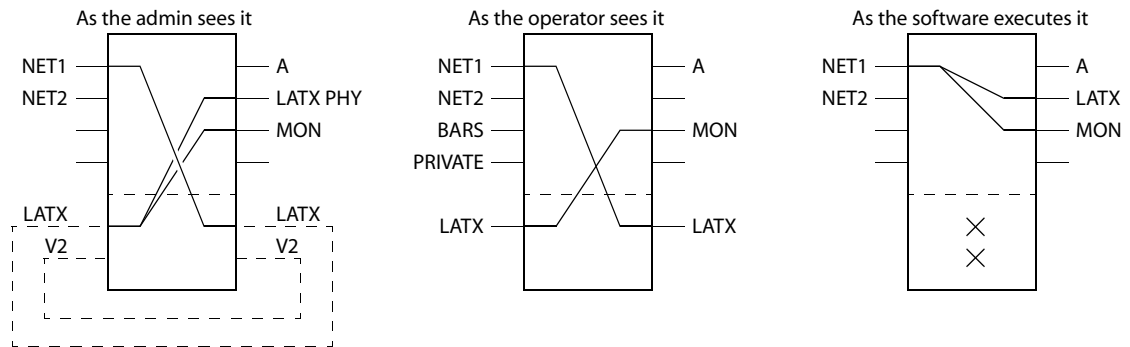 As the admin sees it
NET1
NET2
LATX
V2
A
LATX PHY
MON
LATX
V2
As the operator sees it
NET1
NET2
BARS
PRIVATE
LATX
A
MON
LATX
As the software executes it
NET1
NET2
A
LATX
MON